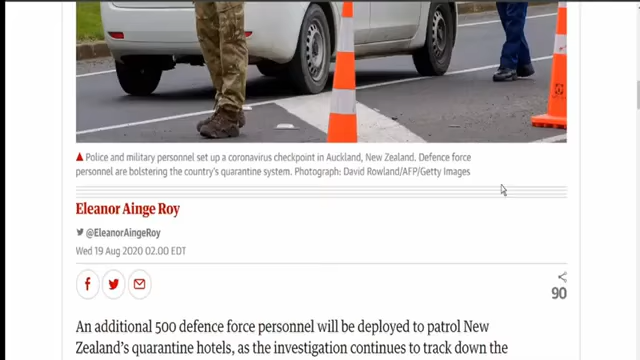 ▲ Police and military personnel set up a coronavirus checkpoint in Auckland, New Zealand. Defence force
personnel are bolstering the country's quarantine system. Photograph: David Rowland/AFP/Getty Images
Eleanor Ainge Roy
@EleanorAingeRoy
Wed 19 Aug 2020 02.00 EDT
90
An additional 500 defence force personnel will be deployed to patrol New
Zealand's quarantine hotels, as the investigation continues to track down the